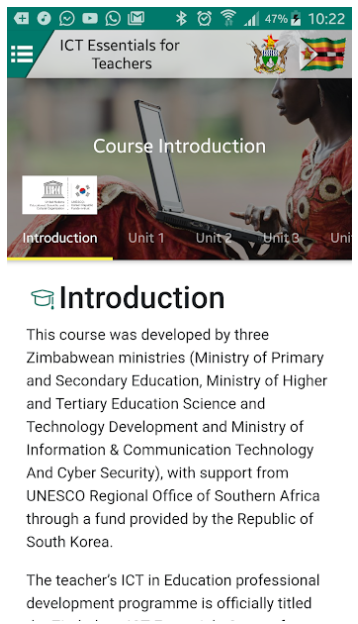 47% 10:22
ICT Essentials for
Teachers
Course Introduction
Introduction Unit 1 Unit 2 Unit 3 Uni
Introduction
This course was developed by three
Zimbabwean ministries (Ministry of Primary
and Secondary Education, Ministry of Higher
and Tertiary Education Science and
Technology Development and Ministry of
Information & Communication Technology
And Cyber Security), with support from
UNESCO Regional Office of Southern Africa
through a fund provided by the Republic of
South Korea.
The teacher's ICT in Education professional
development programme is officially titled